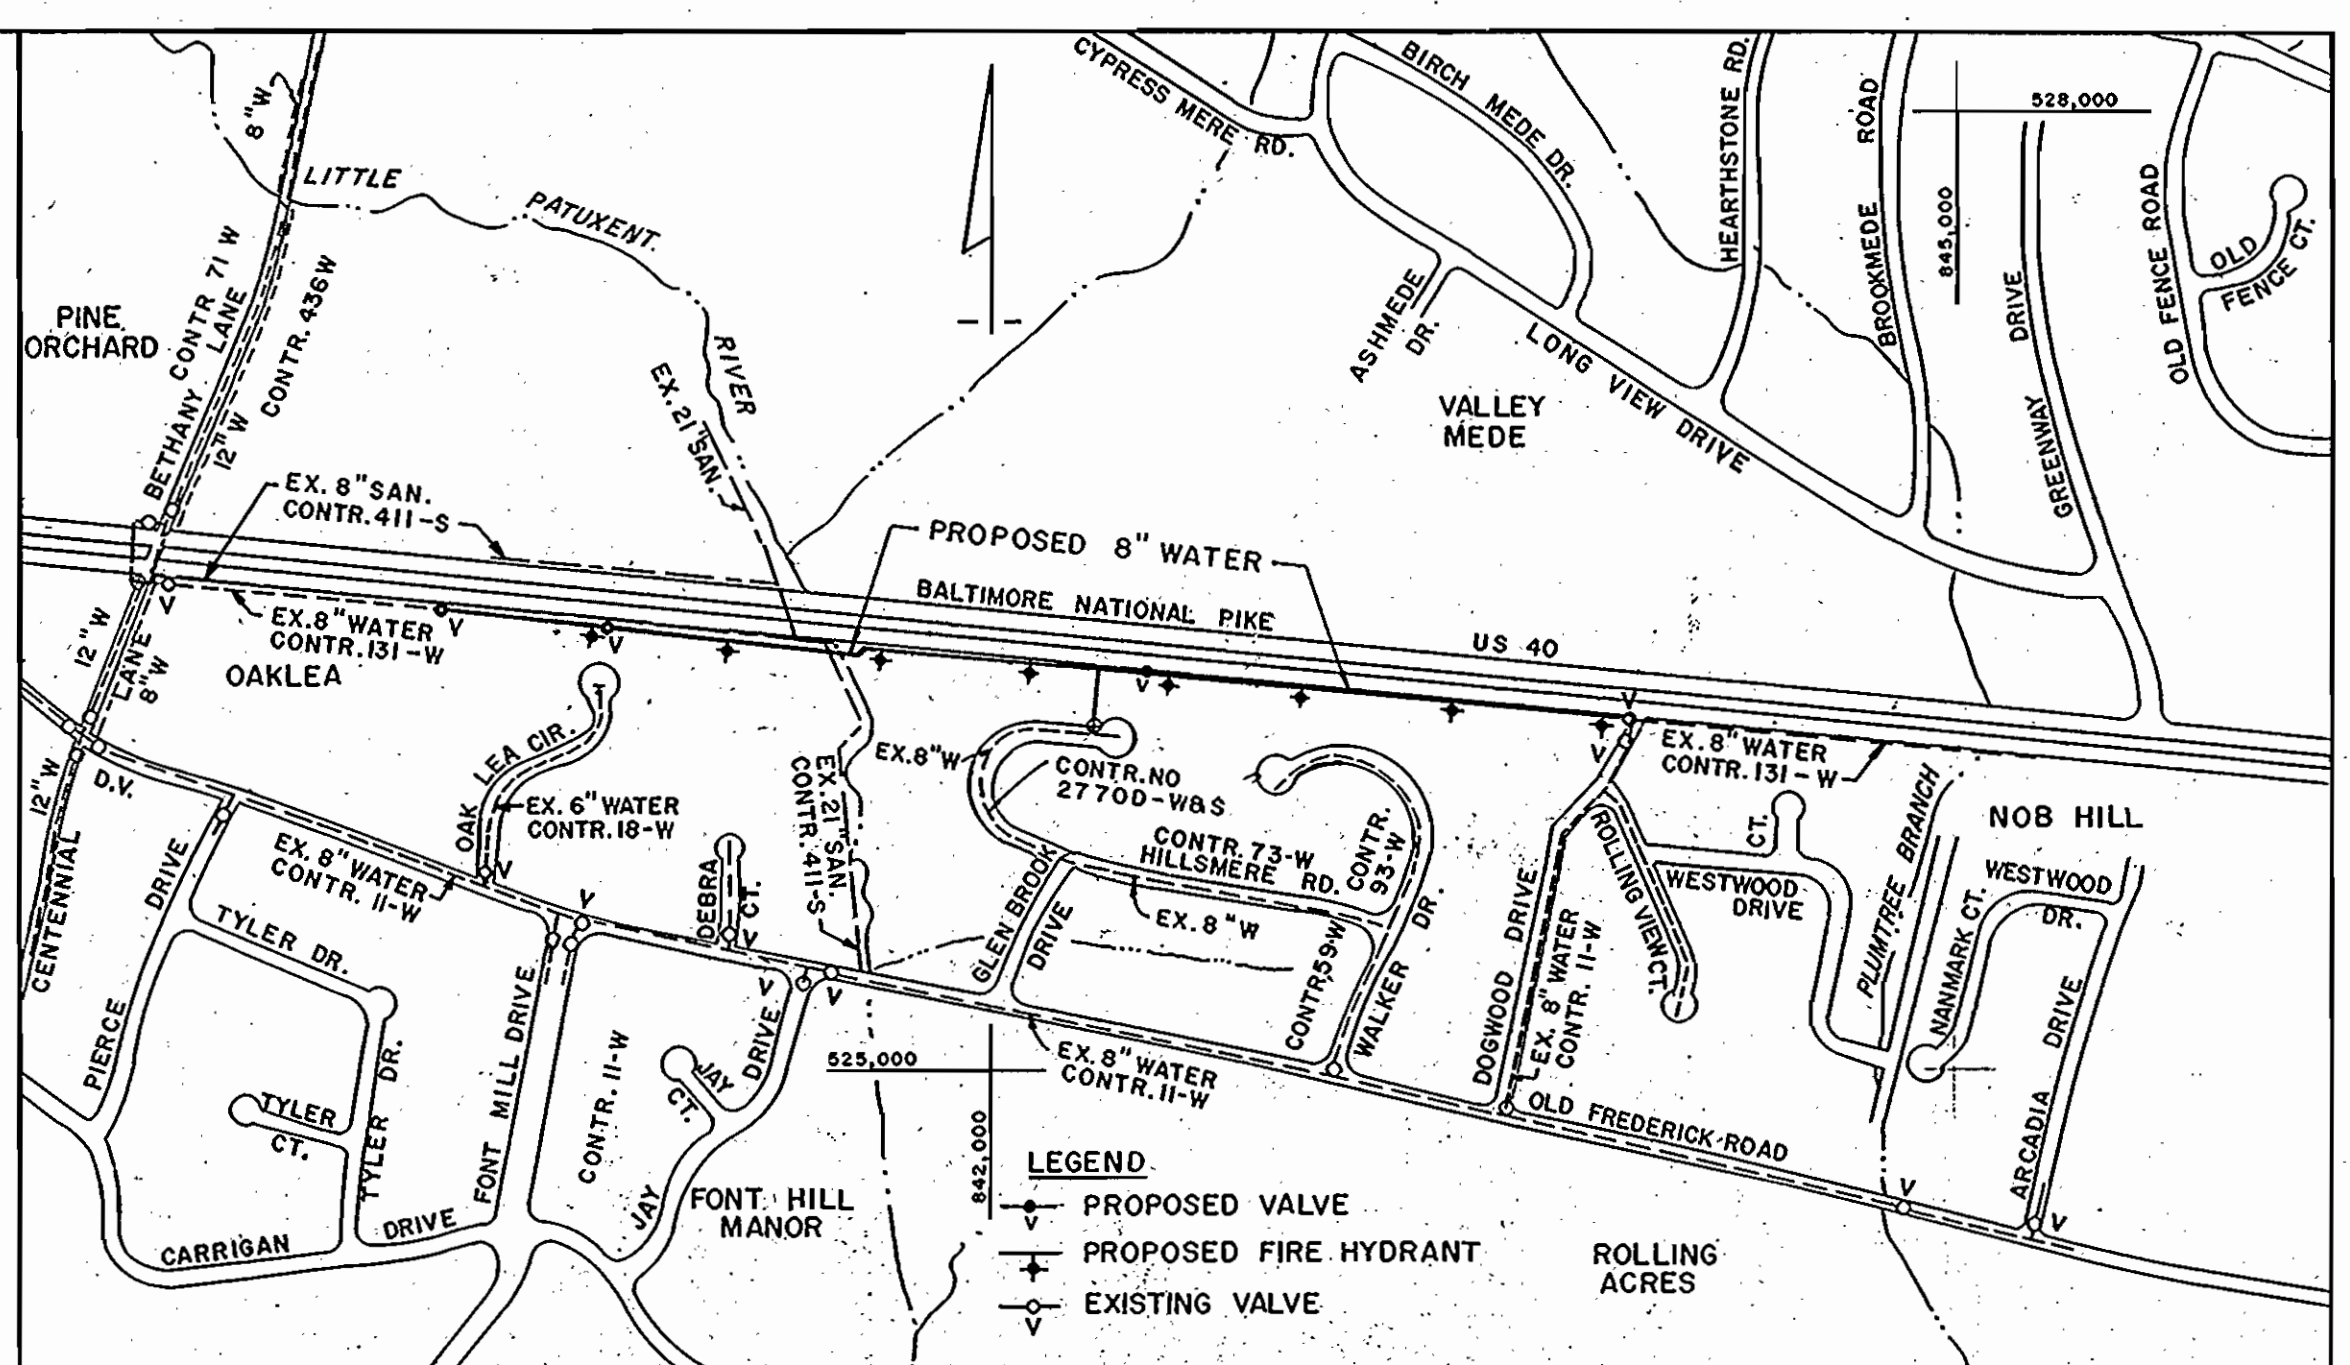 CYPRESS MERE RD.
BIRCH MEDE DR.
HEARTHSTONE RD.
BROOKMEDE ROAD
528,000
845,000
OLD FENCE ROAD
OLD FENCE ROAD
OLD
FENCE CT.
GREENWAY DRIVE
8"W
LITTLE PATUXENT. RIVER
BETHANY LANE
CONTR 71 W
CONTR. 436W
12"W
PINE
ORCHARD
EX. 21"SAN.
ASHMEDE
DR.
LONG VIEW DRIVE
VALLEY
MEDE
EX. 8"SAN.
CONTR.411-S
PROPOSED 8" WATER
BALTIMORE NATIONAL PIKE
US 40
V
EX.8"WATER
CONTR.131-W
V
V
OAKLEA
12"W
LANE
8"W
V
V
V
EX. 8" WATER
CONTR.131-W
D.V.
12"W
CENTENNIAL
OAK LEA CIR.
EX. 6"WATER
CONTR.18-W
V
EX. 8"WATER
CONTR. 11-W
EX. 21"SAN.
CONTR.411-S
EX.8"W
CONTR.NO
2770D-W&S
CONTR. 73-W
HILLSMERE RD.
CONTR.
93-W
EX. 8"W
GLEN BROOK
DRIVE
CONTR,59-W
WALKER DR.
DOGWOOD DRIVE
EX. 8" WATER
CONTR. 11-W
ROLLING VIEW CT.
CT.
WESTWOOD
DRIVE
PLUMTREE BRANCH
NOB HILL
WESTWOOD
DR.
NANMARK CT.
ARCADIA DRIVE
PIERCE DRIVE
TYLER DR.
TYLER DR.
TYLER
CT.
V
DEBRA
CT.
V
V
V
FONT MILL DRIVE
CONTR. 11-W
JAY DRIVE
JAY
CT.
525,000
842,000
EX. 8" WATER
CONTR.11-W
OLD FREDERICK ROAD
V
V
CARRIGAN DRIVE
FONT HILL
MANOR
LEGEND
V PROPOSED VALVE
PROPOSED FIRE HYDRANT
V EXISTING VALVE
ROLLING
ACRES